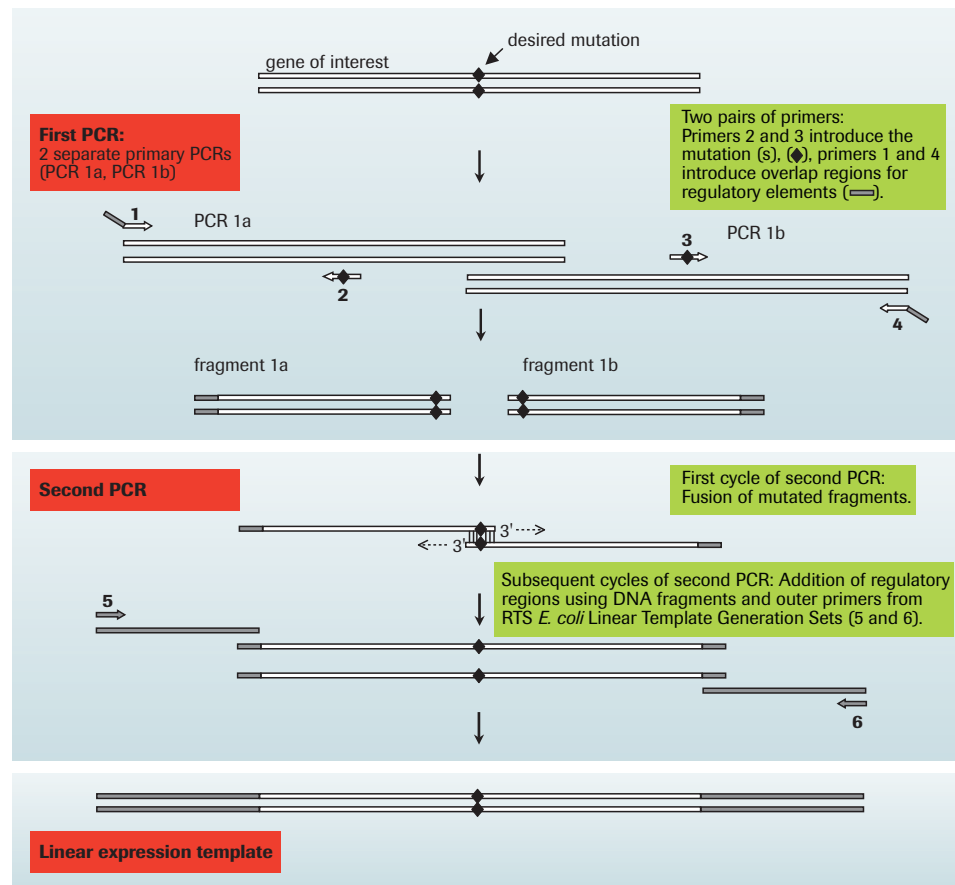 desired mutation
gene of interest
First PCR:
2 separate primary PCRs
(PCR 1a, PCR 1b)
Two pairs of primers:
Primers 2 and 3 introduce the
mutation (s), (◆), primers 1 and 4
introduce overlap regions for
regulatory elements ( ).
1
PCR 1a
3
PCR 1b
2
4
fragment 1a
fragment 1b
Second PCR
First cycle of second PCR:
Fusion of mutated fragments.
3'
3'
Subsequent cycles of second PCR: Addition of regulatory
regions using DNA fragments and outer primers from
RTS E. coli Linear Template Generation Sets (5 and 6).
5
6
Linear expression template